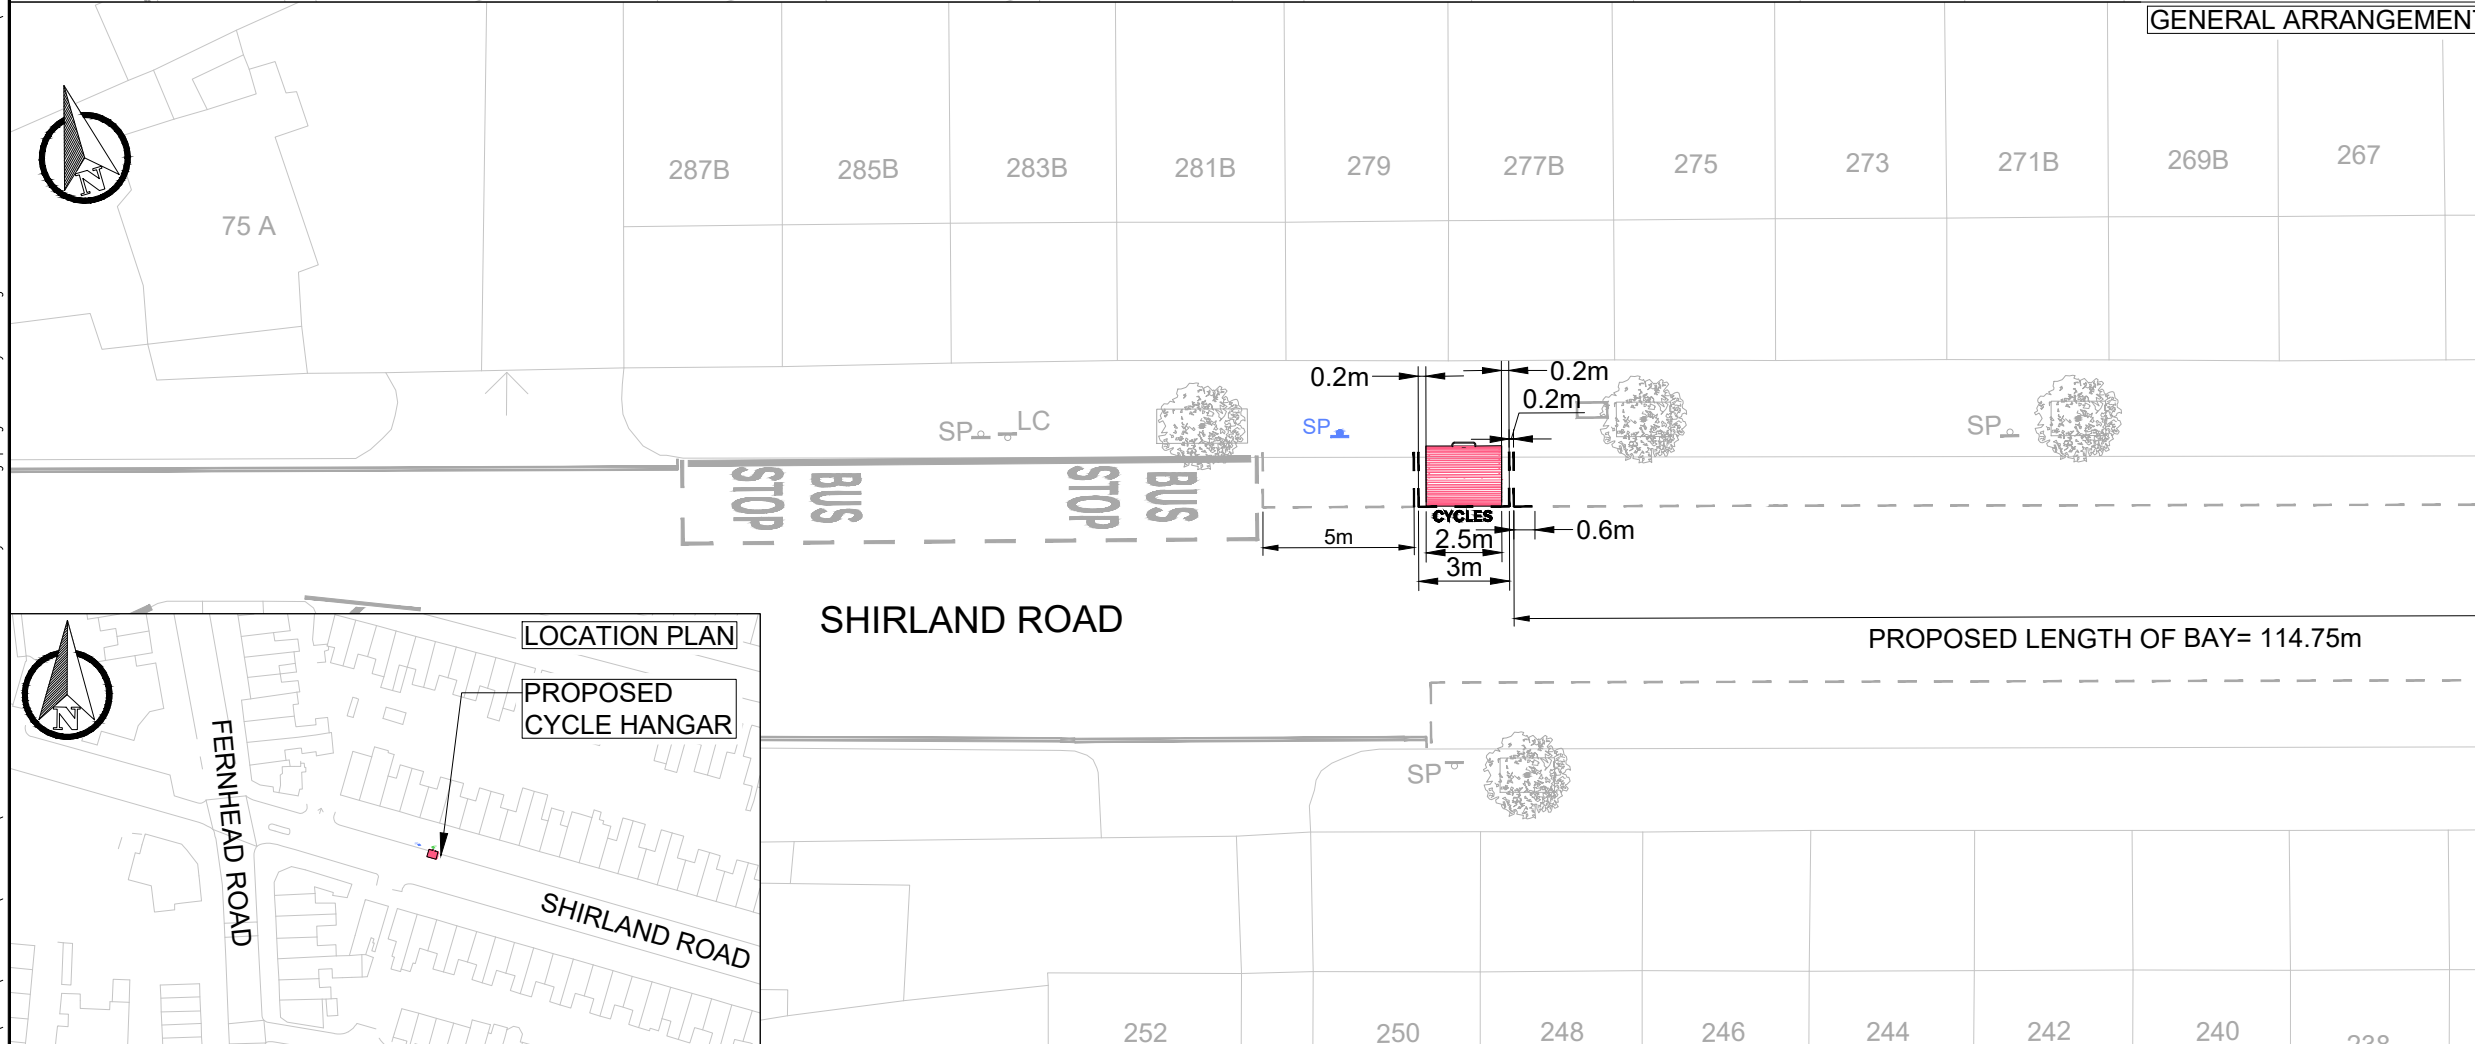 GENERAL ARRANGEMENT
N
287B
285B
283B
281B
279
277B
275
273
271B
269B
267
75 A
0.2m
0.2m
0.2m
SP
LC
SP
SP
STOP
BUS
STOP
BUS
CYCLES
5m
2.5m
0.6m
3m
SHIRLAND ROAD
PROPOSED LENGTH OF BAY= 114.75m
LOCATION PLAN
PROPOSED
CYCLE HANGAR
N
FERNHEAD ROAD
SHIRLAND ROAD
SP
252
250
248
246
244
242
240
238